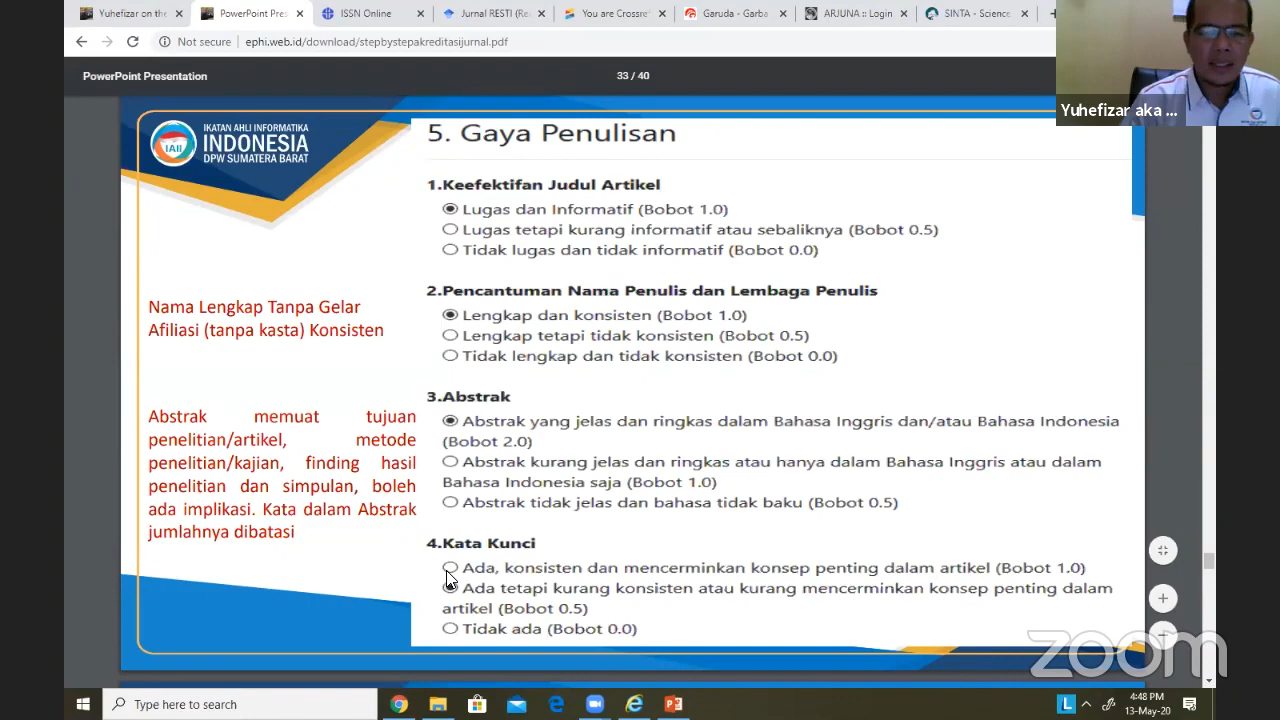 Yuhefizar on the
PowerPoint Pres
ISSN Online
Jurnal RESTI (Re
You are Crossre
Garuda - Garba
ARJUNA :: Login
SINTA - Science
Not secure | ephi.web.id/download/stepbystepakreditasijurnal.pdf
PowerPoint Presentation
33 / 40
Yuhefizar aka ...
IKATAN AHLI INFORMATIKA
INDONESIA
DPW SUMATERA BARAT
IAII
Nama Lengkap Tanpa Gelar
Afiliasi (tanpa kasta) Konsisten
Abstrak memuat tujuan
penelitian/artikel, metode
penelitian/kajian, finding hasil
penelitian dan simpulan, boleh
ada implikasi. Kata dalam Abstrak
jumlahnya dibatasi
5. Gaya Penulisan
1.Keefektifan Judul Artikel
Lugas dan Informatif (Bobot 1.0)
Lugas tetapi kurang informatif atau sebaliknya (Bobot 0.5)
Tidak lugas dan tidak informatif (Bobot 0.0)
2.Pencantuman Nama Penulis dan Lembaga Penulis
Lengkap dan konsisten (Bobot 1.0)
Lengkap tetapi tidak konsisten (Bobot 0.5)
Tidak lengkap dan tidak konsisten (Bobot 0.0)
3.Abstrak
Abstrak yang jelas dan ringkas dalam Bahasa Inggris dan/atau Bahasa Indonesia
(Bobot 2.0)
Abstrak kurang jelas dan ringkas atau hanya dalam Bahasa Inggris atau dalam
Bahasa Indonesia saja (Bobot 1.0)
Abstrak tidak jelas dan bahasa tidak baku (Bobot 0.5)
4.Kata Kunci
Ada, konsisten dan mencerminkan konsep penting dalam artikel (Bobot 1.0)
Ada tetapi kurang konsisten atau kurang mencerminkan konsep penting dalam
artikel (Bobot 0.5)
Tidak ada (Bobot 0.0)
zoom
Type here to search
L
4:48 PM
13-May-20